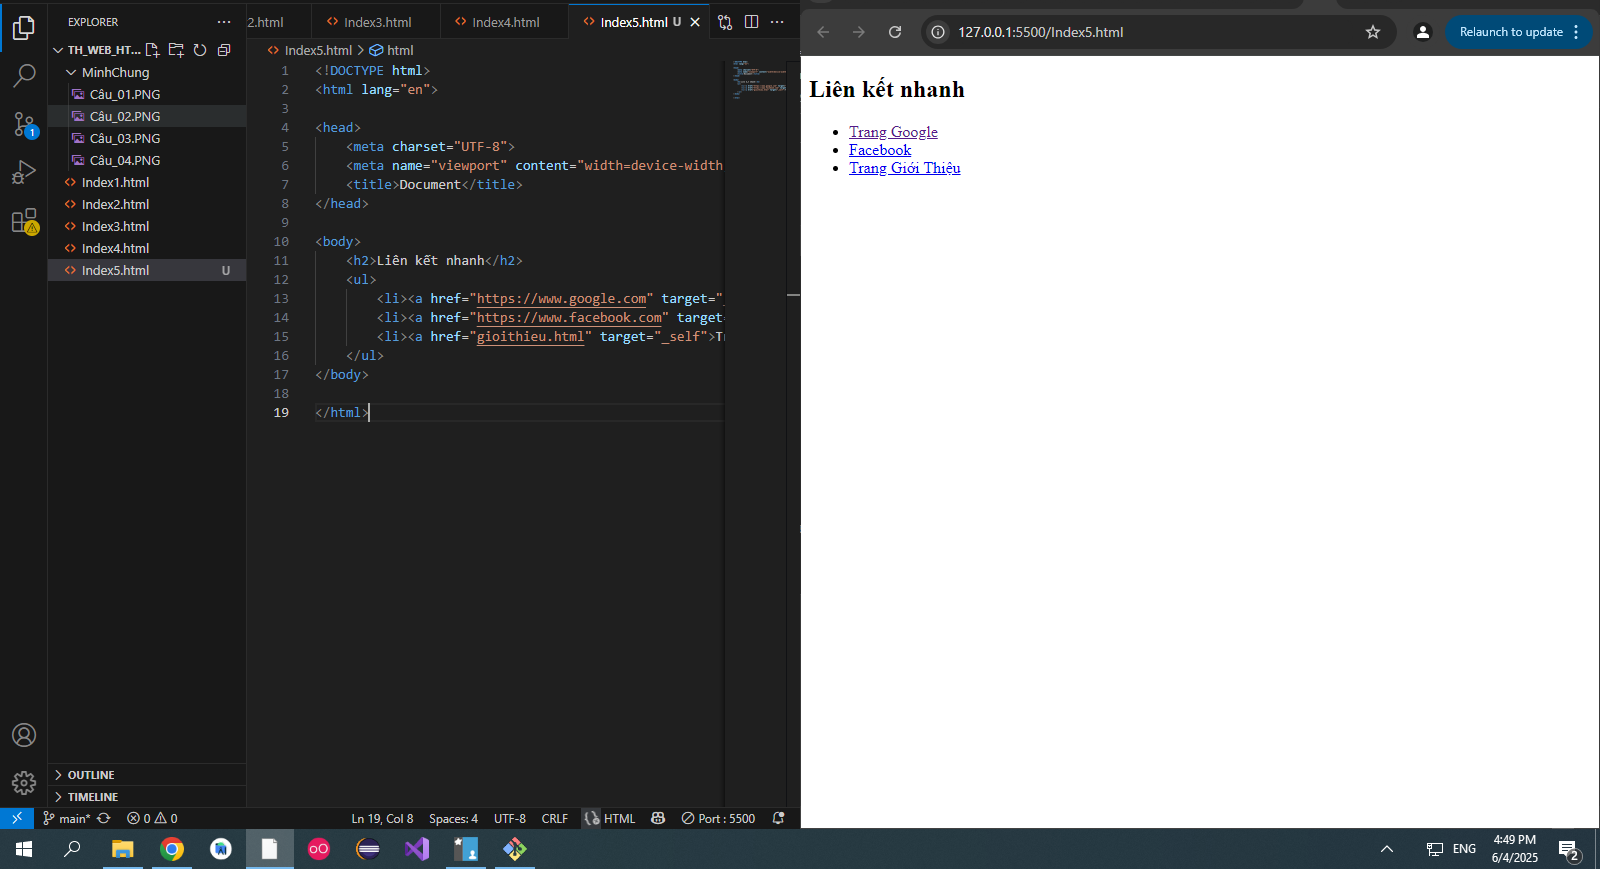 EXPLORER
TH_WEB_HT...
MinhChung
Câu_01.PNG
Câu_02.PNG
Câu_03.PNG
Câu_04.PNG
Index1.html
Index2.html
Index3.html
Index4.html
Index5.html U
OUTLINE
TIMELINE
2.html Index3.html Index4.html Index5.html U
Index5.html > html
1 <!DOCTYPE html>
2 <html lang="en">
3
4 <head>
5 <meta charset="UTF-8">
6 <meta name="viewport" content="width=device-width
7 <title>Document</title>
8 </head>
9
10 <body>
11 <h2>Liên kết nhanh</h2>
12 <ul>
13 <li><a href="https://www.google.com" target="_
14 <li><a href="https://www.facebook.com" target=
15 <li><a href="gioithieu.html" target="_self">Tr
16 </ul>
17 </body>
18
19 </html>
main* 0 0 Ln 19, Col 8 Spaces: 4 UTF-8 CRLF HTML Port : 5500
127.0.0.1:5500/Index5.html Relaunch to update
Liên kết nhanh
Trang Google
Facebook
Trang Giới Thiệu
1
ENG
4:49 PM
6/4/2025
2